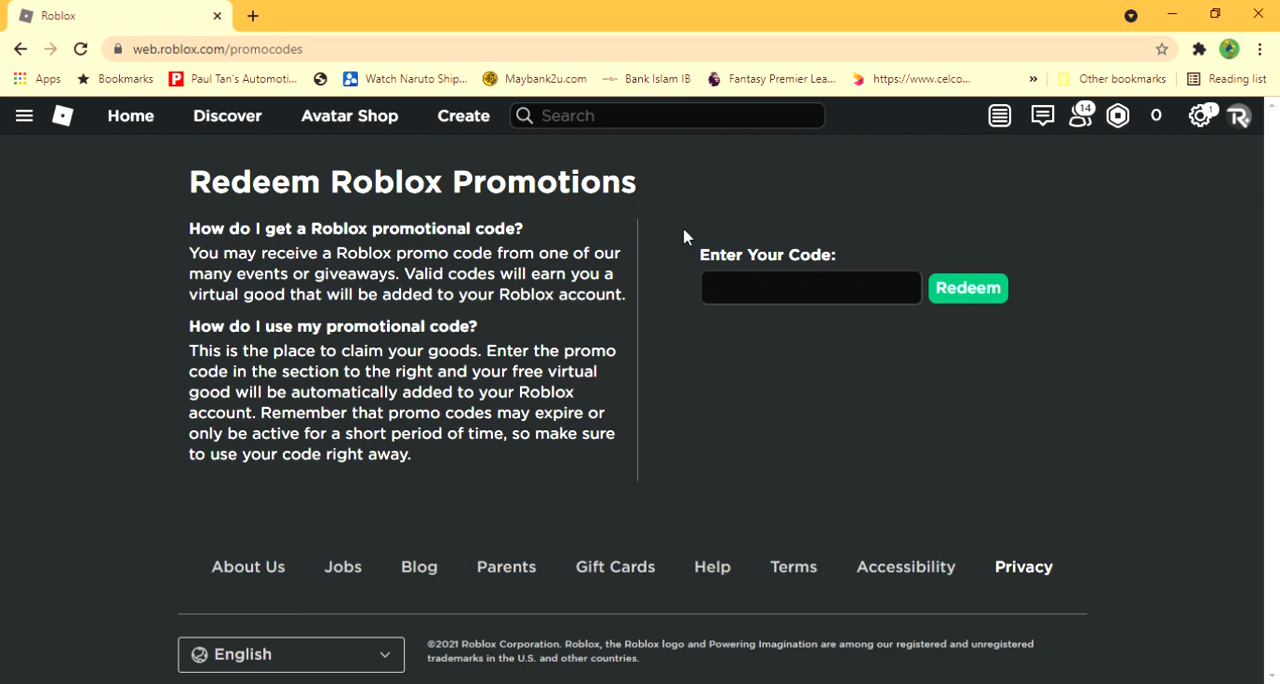 Roblox
web.roblox.com/promocodes
Apps Bookmarks Paul Tan's Automoti... Watch Naruto Ship... Maybank2u.com Bank Islam IB Fantasy Premier Lea... https://www.celco... » Other bookmarks Reading list
Home Discover Avatar Shop Create Search 14 0 1
Redeem Roblox Promotions
How do I get a Roblox promotional code?
You may receive a Roblox promo code from one of our
many events or giveaways. Valid codes will earn you a
virtual good that will be added to your Roblox account.
How do I use my promotional code?
This is the place to claim your goods. Enter the promo
code in the section to the right and your free virtual
good will be automatically added to your Roblox
account. Remember that promo codes may expire or
only be active for a short period of time, so make sure
to use your code right away.
Enter Your Code:
Redeem
About Us Jobs Blog Parents Gift Cards Help Terms Accessibility Privacy
English
©2021 Roblox Corporation. Roblox, the Roblox logo and Powering Imagination are among our registered and unregistered
trademarks in the U.S. and other countries.